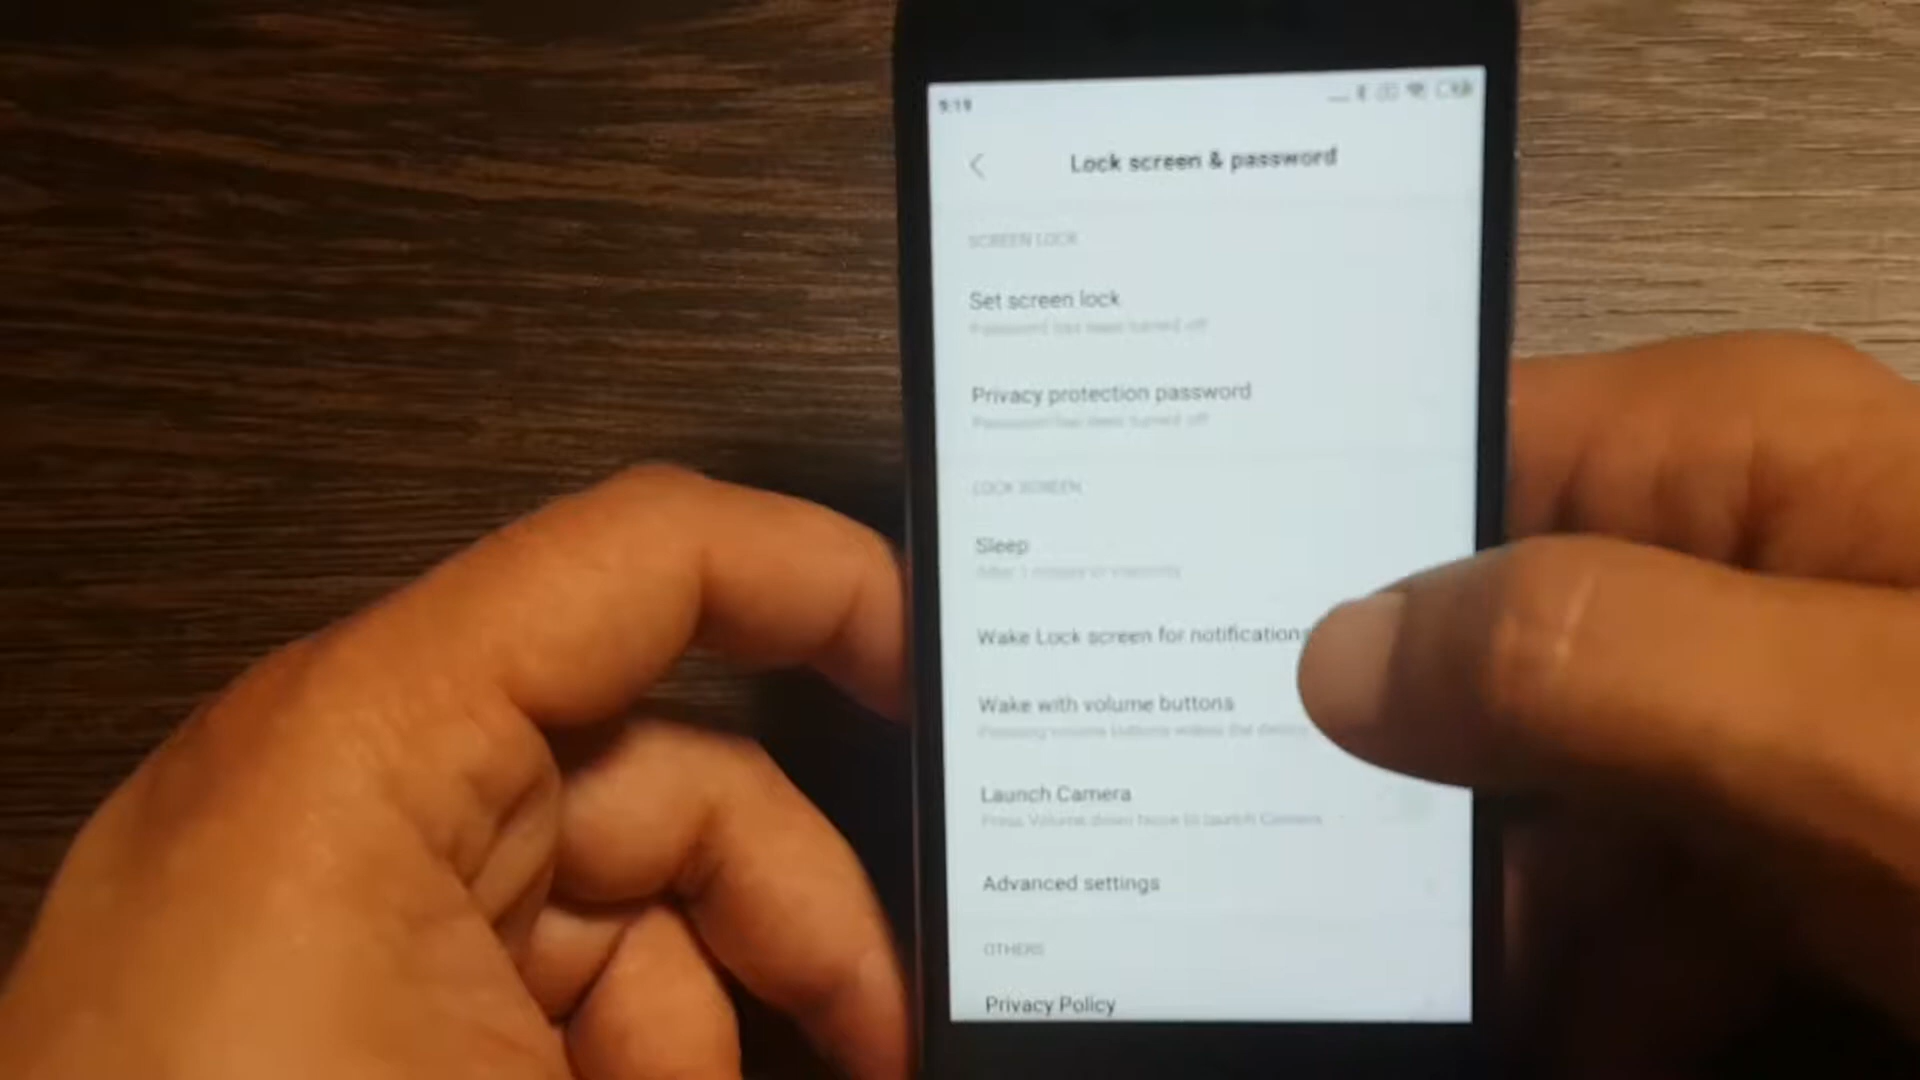 9:19
Lock screen & password
SCREEN LOCK
Set screen lock
Password has been turned off
Privacy protection password
Password has been turned off
LOCK SCREEN
Sleep
After 1 minute of inactivity
Wake Lock screen for notification
Wake with volume buttons
Pressing volume buttons wakes the device
Launch Camera
Press Volume down twice to launch Camera
Advanced settings
OTHERS
Privacy Policy